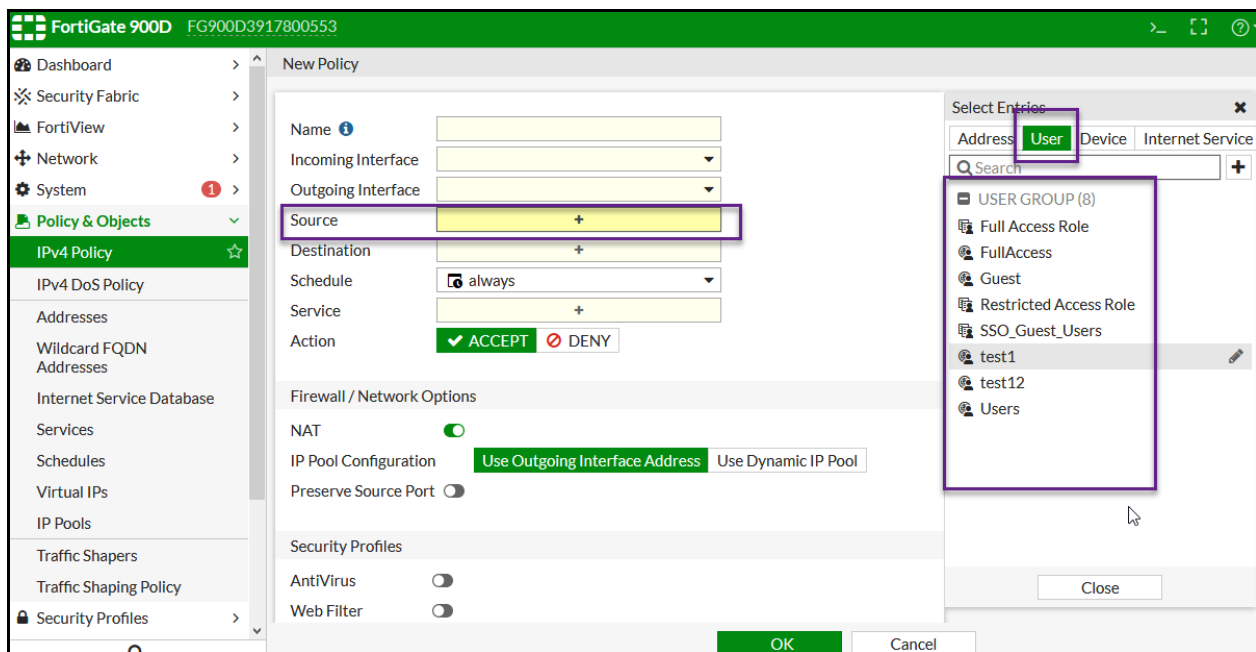 FortiGate 900D FG900D3917800553
Dashboard
Security Fabric
FortiView
Network
System 1
Policy & Objects
IPv4 Policy
IPv4 DoS Policy
Addresses
Wildcard FQDN
Addresses
Internet Service Database
Services
Schedules
Virtual IPs
IP Pools
Traffic Shapers
Traffic Shaping Policy
Security Profiles
New Policy
Name
Incoming Interface
Outgoing Interface
Source +
Destination +
Schedule always
Service +
Action ACCEPT DENY
Firewall / Network Options
NAT
IP Pool Configuration Use Outgoing Interface Address Use Dynamic IP Pool
Preserve Source Port
Security Profiles
AntiVirus
Web Filter
OK Cancel
Select Entries
Address User Device Internet Service
Search +
USER GROUP (8)
Full Access Role
FullAccess
Guest
Restricted Access Role
SSO_Guest_Users
test1
test12
Users
Close